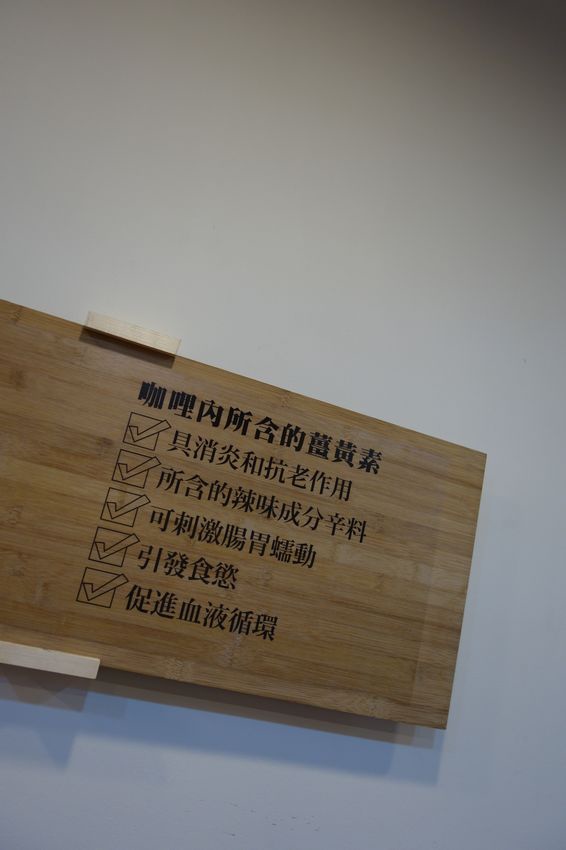 咖哩內所含的薑黃素
具消炎和抗老作用
所含的辣味成分辛料
可刺激腸胃蠕動
引發食慾
促進血液循環